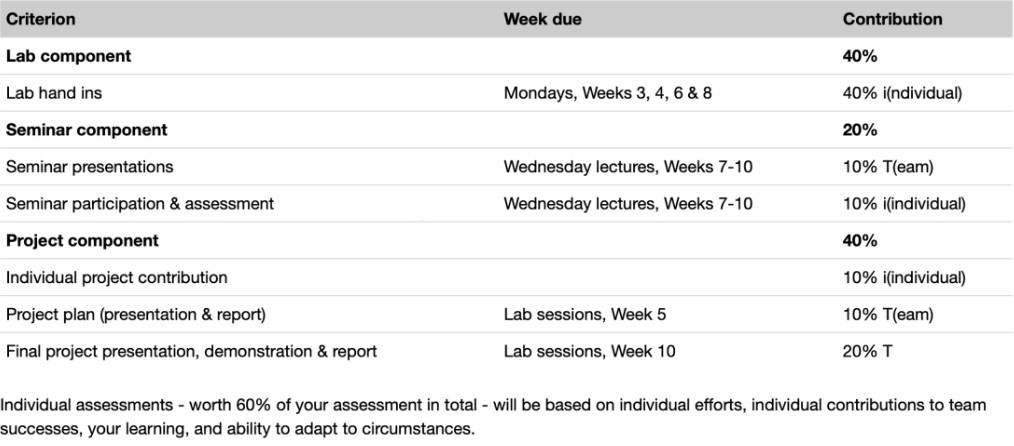 Criterion Week due Contribution
Lab component 40%
Lab hand ins Mondays, Weeks 3, 4, 6 & 8 40% i(ndividual)
Seminar component 20%
Seminar presentations Wednesday lectures, Weeks 7-10 10% T(eam)
Seminar participation & assessment Wednesday lectures, Weeks 7-10 10% i(individual)
Project component 40%
Individual project contribution 10% i(individual)
Project plan (presentation & report) Lab sessions, Week 5 10% T(eam)
Final project presentation, demonstration & report Lab sessions, Week 10 20% T
Individual assessments - worth 60% of your assessment in total - will be based on individual efforts, individual contributions to team
successes, your learning, and ability to adapt to circumstances.